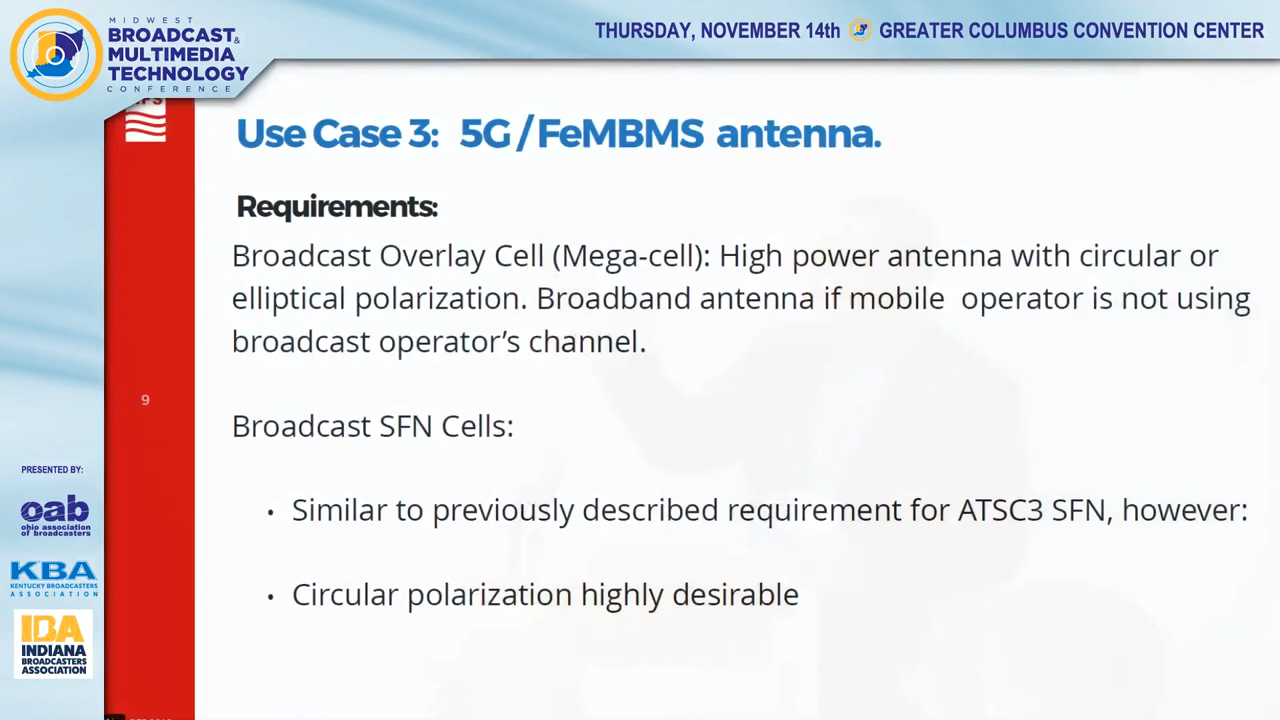 MIDWEST
BROADCAST &
MULTIMEDIA
TECHNOLOGY
CONFERENCE
THURSDAY, NOVEMBER 14th GREATER COLUMBUS CONVENTION CENTER
Use Case 3: 5G/FeMBMS antenna.
Requirements:
Broadcast Overlay Cell (Mega-cell): High power antenna with circular or
elliptical polarization. Broadband antenna if mobile operator is not using
broadcast operator's channel.
9
Broadcast SFN Cells:
• Similar to previously described requirement for ATSC3 SFN, however:
• Circular polarization highly desirable
PRESENTED BY:
oab
ohio association
of broadcasters
KBA
KENTUCKY BROADCASTERS
ASSOCIATION
IBA
INDIANA
BROADCASTERS
ASSOCIATION